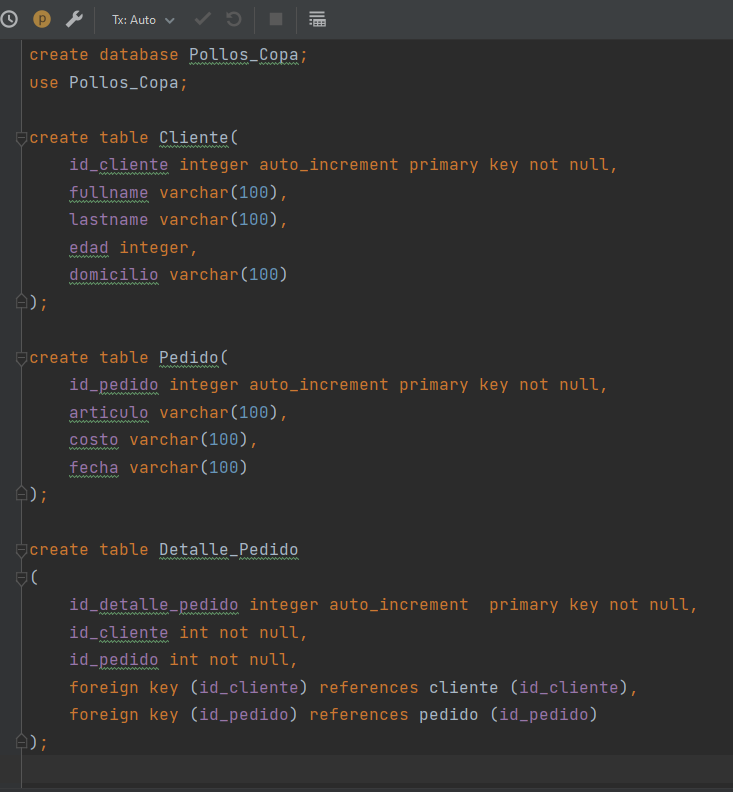 p Tx: Auto
create database Pollos_Copa;
use Pollos_Copa;
create table Cliente(
id_cliente integer auto_increment primary key not null,
fullname varchar(100),
lastname varchar(100),
edad integer,
domicilio varchar(100)
);
create table Pedido(
id_pedido integer auto_increment primary key not null,
articulo varchar(100),
costo varchar(100),
fecha varchar(100)
);
create table Detalle_Pedido
(
id_detalle_pedido integer auto_increment  primary key not null,
id_cliente int not null,
id_pedido int not null,
foreign key (id_cliente) references cliente (id_cliente),
foreign key (id_pedido) references pedido (id_pedido)
);